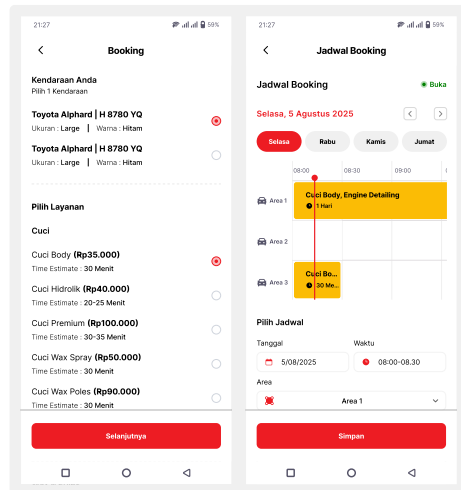 21:27
59%
Booking
Kendaraan Anda
Pilih 1 Kendaraan
Toyota Alphard | H 8780 YQ
Ukuran : Large | Warna : Hitam
Toyota Alphard | H 8780 YQ
Ukuran : Large | Warna : Hitam
Pilih Layanan
Cuci
Cuci Body (Rp35.000)
Time Estimate : 30 Menit
Cuci Hidrolik (Rp40.000)
Time Estimate : 20-25 Menit
Cuci Premium (Rp100.000)
Time Estimate : 30-35 Menit
Cuci Wax Spray (Rp50.000)
Time Estimate : 30 Menit
Cuci Wax Poles (Rp90.000)
Time Estimate : 30 Menit
Selanjutnya
21:27
59%
Jadwal Booking
Jadwal Booking
Buka
Selasa, 5 Agustus 2025
Selasa Rabu Kamis Jumat
08:00 08:30 09:00
Area 1
Cuci Body, Engine Detailing
1 Hari
Area 2
Area 3
Cuci Bo...
30 Me...
Pilih Jadwal
Tanggal Waktu
5/08/2025 08:00-08.30
Area
Area 1
Simpan